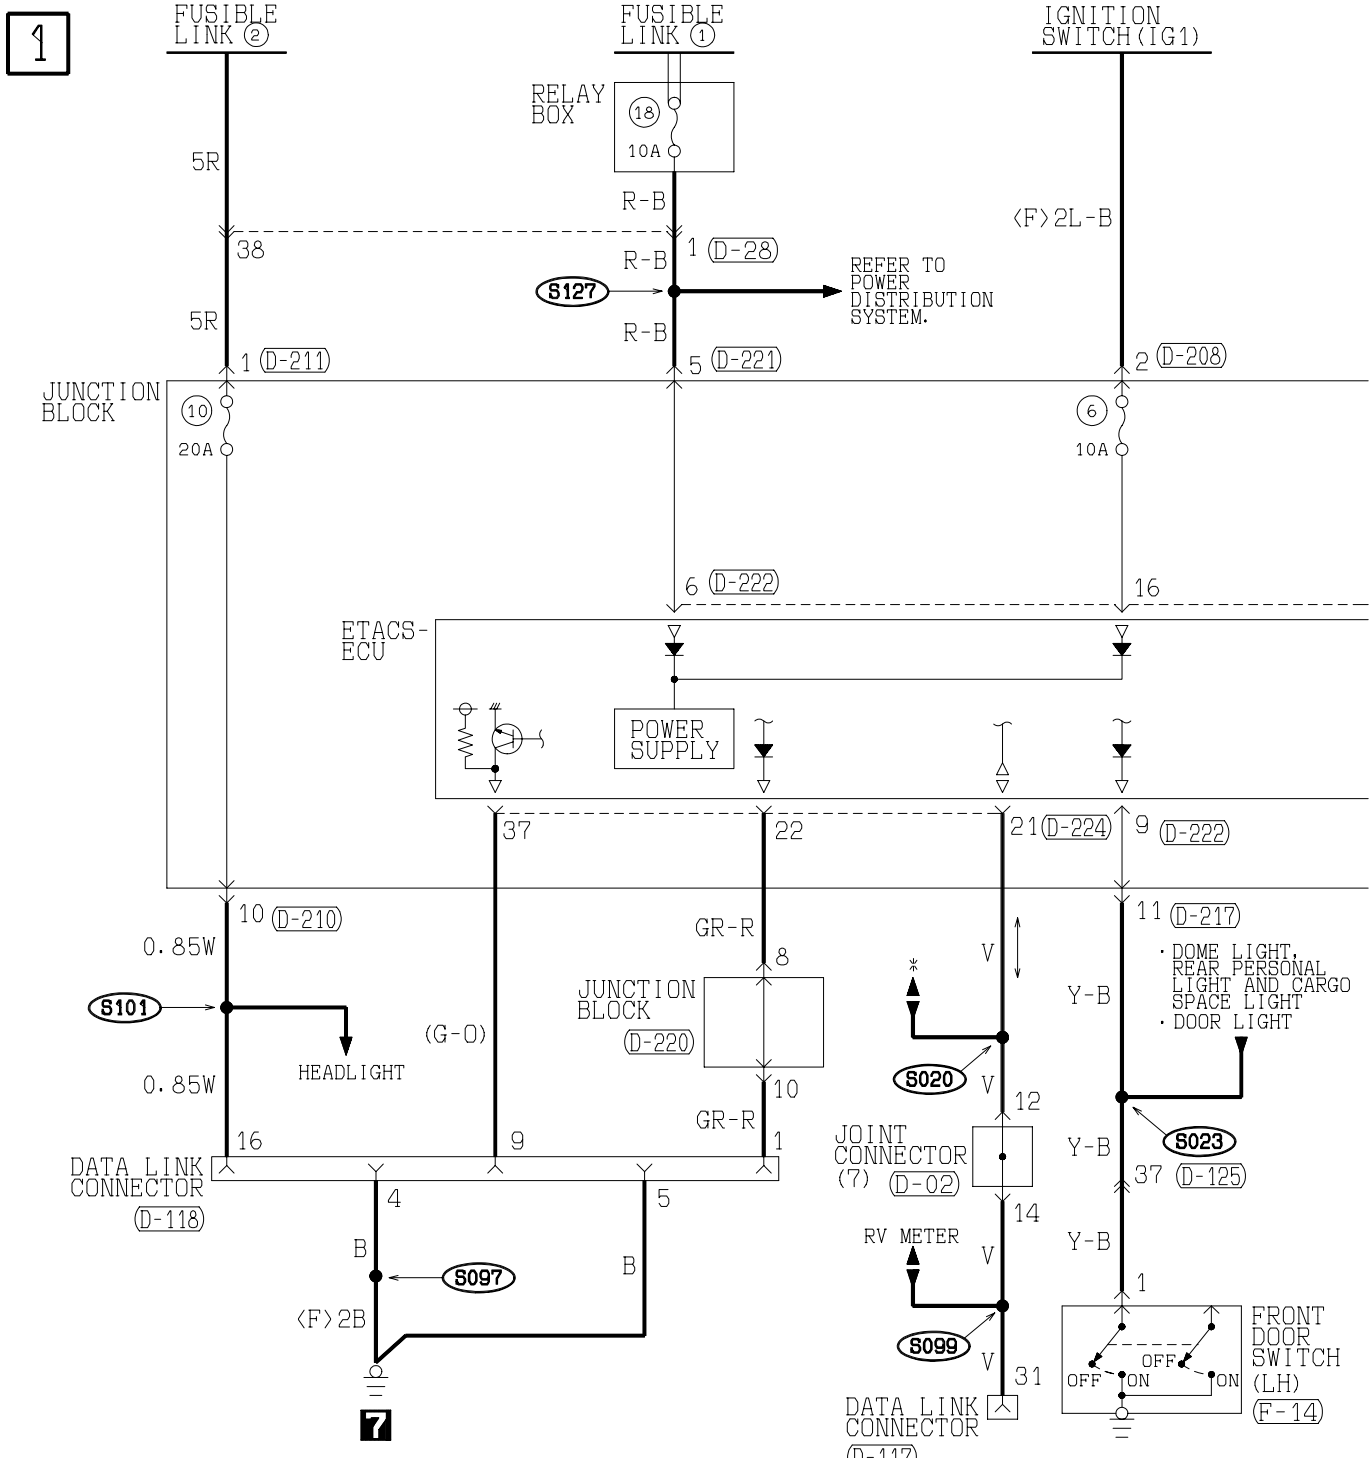 1
FUSIBLE
LINK ②
FUSIBLE
LINK ①
IGNITION
SWITCH(IG1)
RELAY
BOX
18
10A
5R
R-B
<F>2L-B
38
1 (D-28)
R-B
S127
REFER TO
POWER
DISTRIBUTION
SYSTEM.
5R
R-B
1 (D-211)
5 (D-221)
2 (D-208)
JUNCTION
BLOCK
10
20A
6
10A
6 (D-222)
16
ETACS-
ECU
POWER
SUPPLY
37
22
21 (D-224)
9 (D-222)
10 (D-210)
11 (D-217)
0.85W
GR-R
V
· DOME LIGHT,
REAR PERSONAL
LIGHT AND CARGO
SPACE LIGHT
· DOOR LIGHT
8
*
JUNCTION
BLOCK
(D-220)
Y-B
S101
(G-O)
HEADLIGHT
0.85W
S020
V
10
12
GR-R
JOINT
CONNECTOR
(7) (D-02)
S023
Y-B
37 (D-125)
16
9
1
DATA LINK
CONNECTOR
(D-118)
4
5
14
RV METER
V
Y-B
B
B
S097
<F>2B
1
S099
V
31
FRONT
DOOR
SWITCH
(LH)
(F-14)
OFF
ON
OFF
ON
DATA LINK
CONNECTOR
(D-117)
7